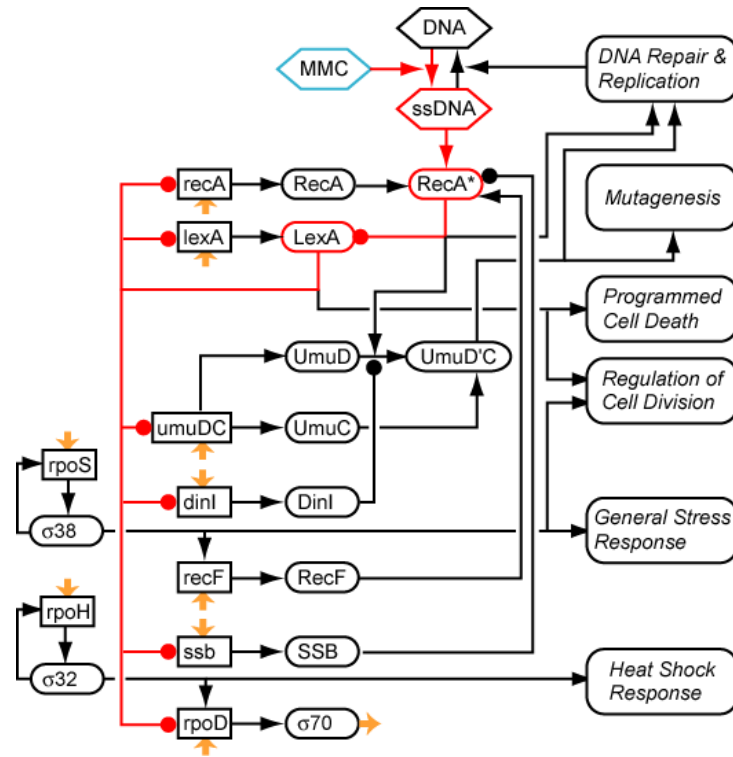 DNA
MMC
DNA Repair &
Replication
ssDNA
recA
RecA
RecA*
Mutagenesis
lexA
LexA
Programmed
Cell Death
UmuD
UmuD'C
Regulation of
Cell Division
umuDC
UmuC
rpoS
dinI
DinI
σ38
General Stress
Response
recF
RecF
rpoH
ssb
SSB
σ32
Heat Shock
Response
rpoD
σ70